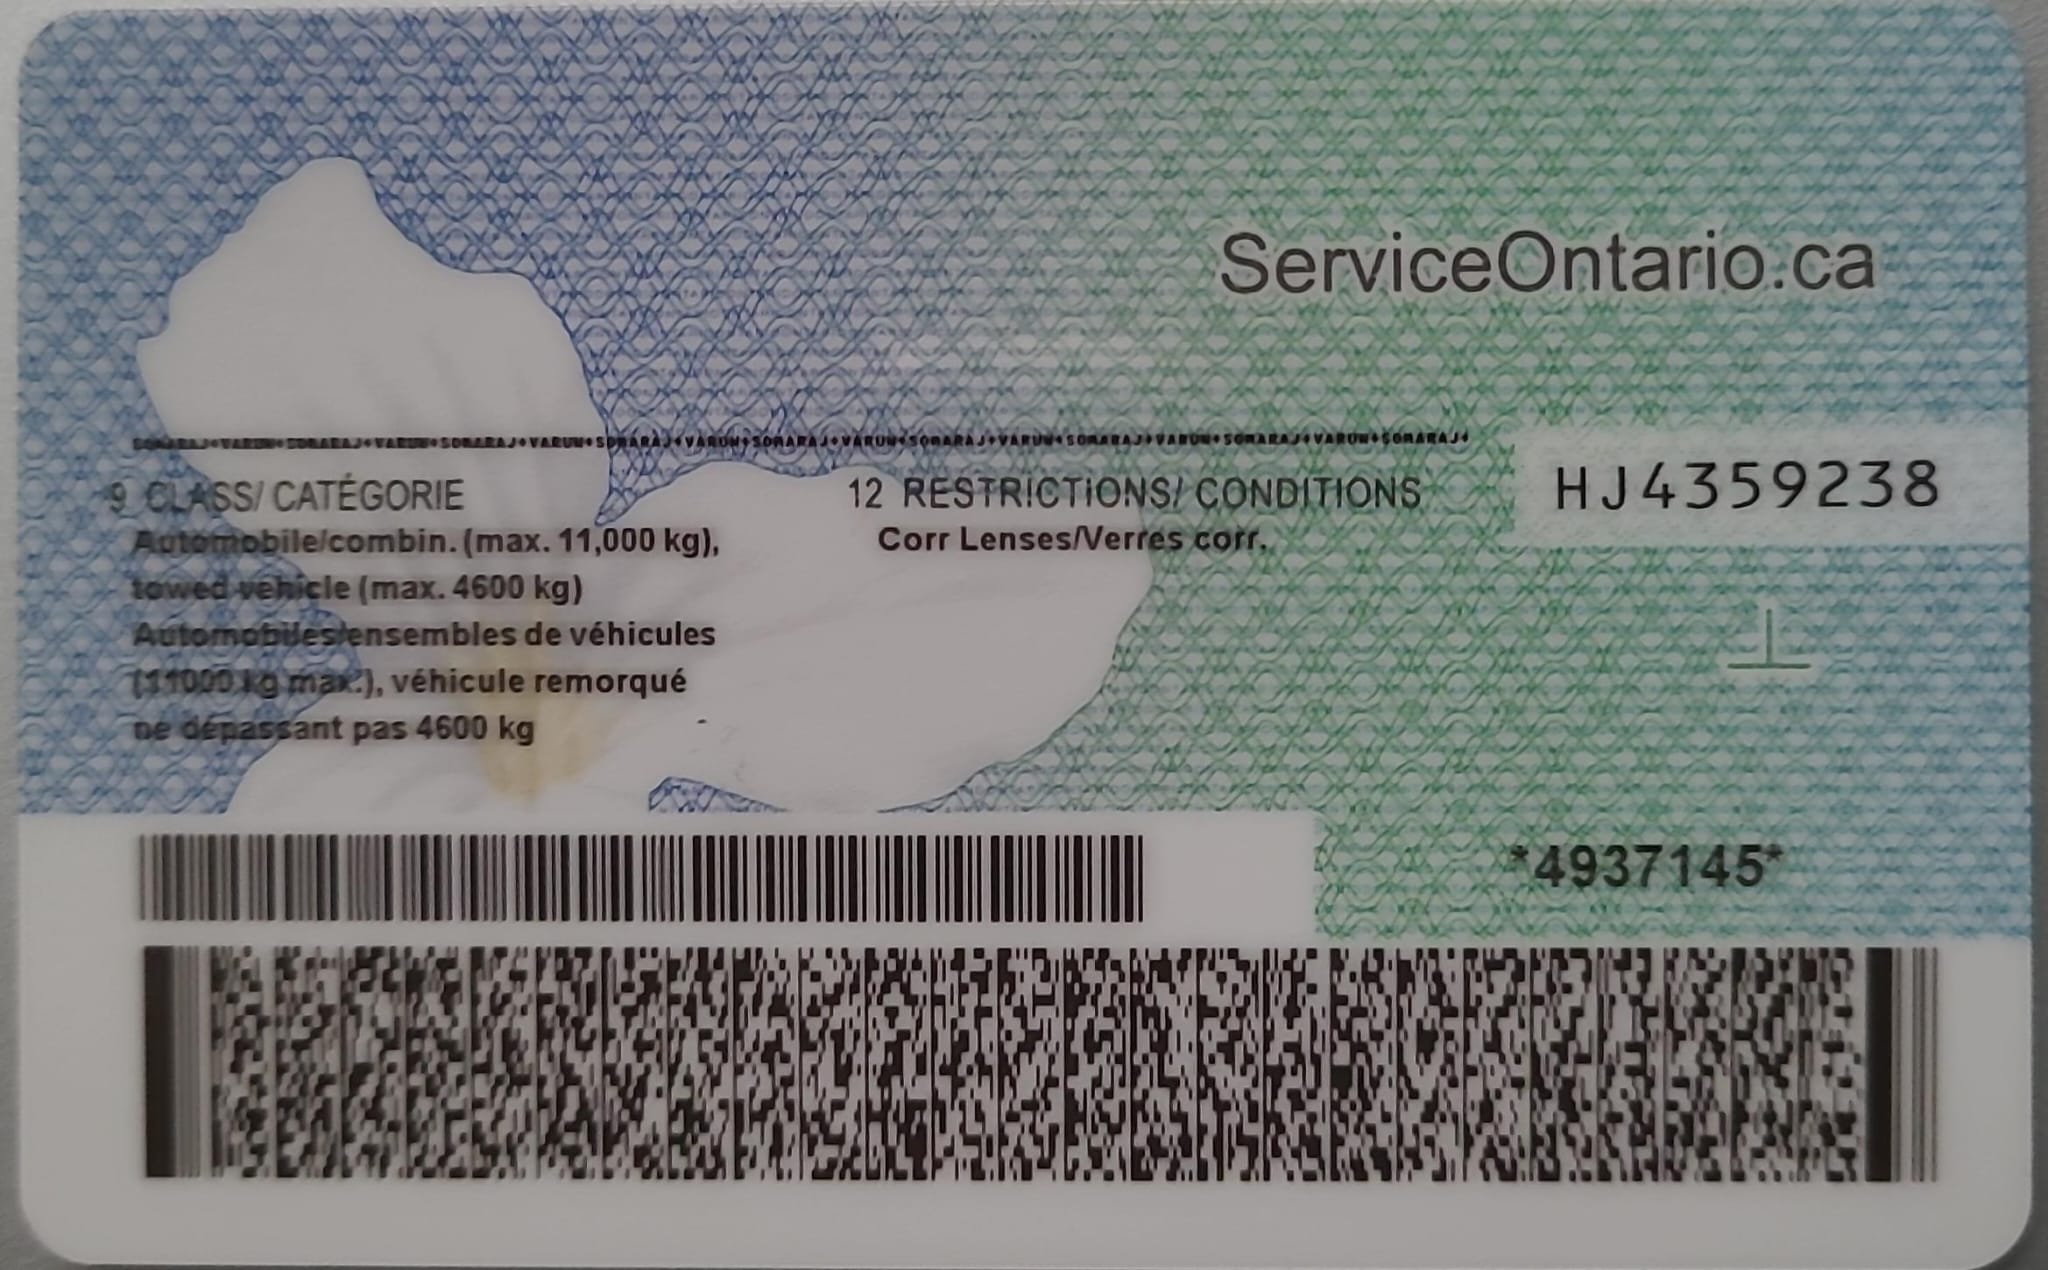 ServiceOntario.ca
SOMARAJ+VARUN+SOMARAJ+VARUN+SOMARAJ+VARUN+SOMARAJ+VARUN+SOMARAJ+VARUN+SOMARAJ+VARUN+SOMARAJ+VARUN+SOMARAJ+VARUN+SOMARAJ+
9 CLASS/ CATÉGORIE
Automobile/combin. (max. 11,000 kg),
towed vehicle (max. 4600 kg)
Automobiles/ensembles de véhicules
(11000 kg max.), véhicule remorqué
ne dépassant pas 4600 kg
12 RESTRICTIONS/ CONDITIONS
Corr Lenses/Verres corr.
HJ4359238
*4937145*